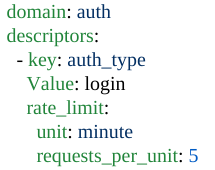 domain: auth
descriptors:
  - key: auth_type
    Value: login
    rate_limit:
      unit: minute
      requests_per_unit: 5